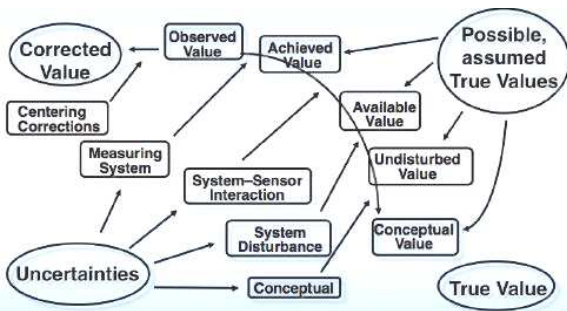 Corrected
Value
Observed
Value
Achieved
Value
Possible,
assumed
True Values
Centering
Corrections
Available
Value
Measuring
System
Undisturbed
Value
System–Sensor
Interaction
System
Disturbance
Conceptual
Value
Uncertainties
Conceptual
True Value